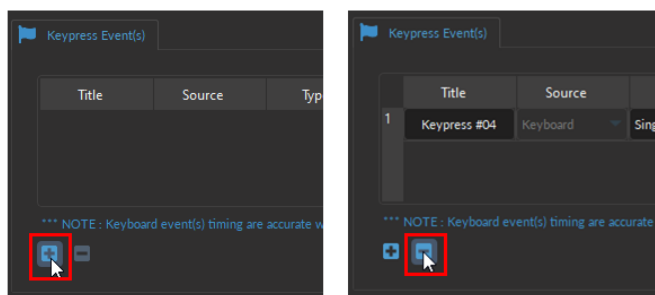 Keypress Event(s)
Title Source Typ
*** NOTE : Keyboard event(s) timing are accurate w
Keypress Event(s)
Title Source
1 Keypress #04 Keyboard Sing
*** NOTE : Keyboard event(s) timing are accurate